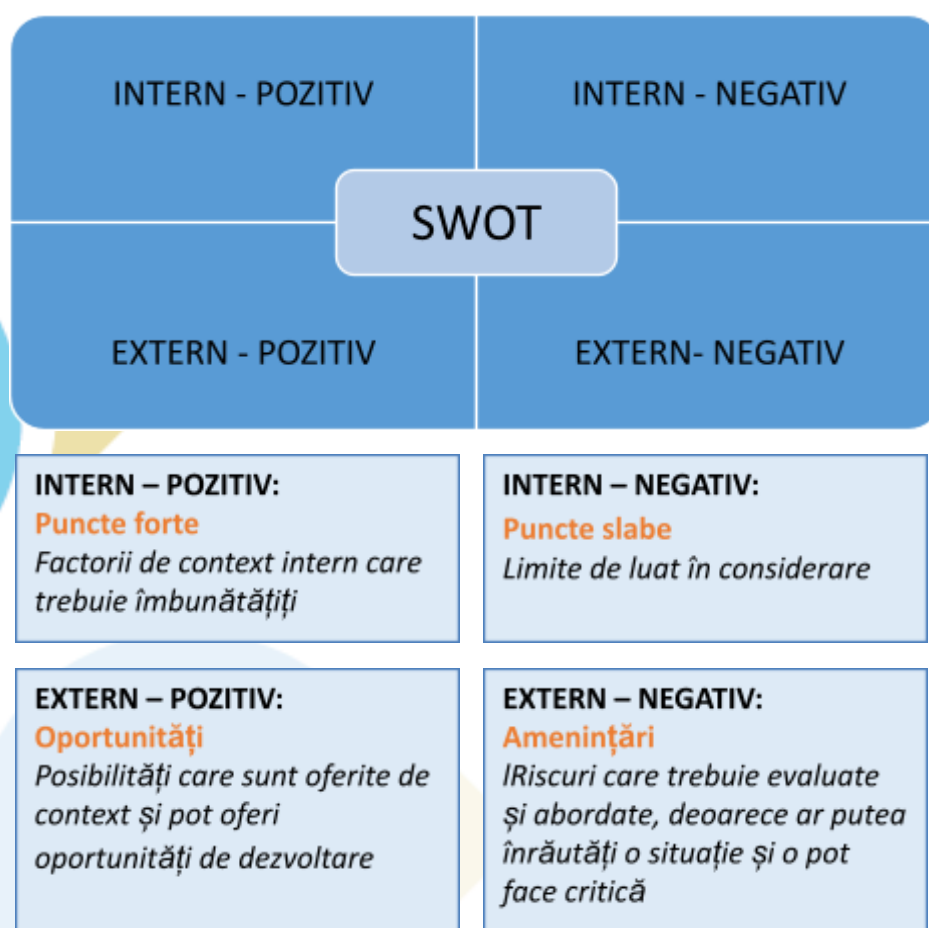 INTERN - POZITIV
INTERN - NEGATIV
SWOT
EXTERN - POZITIV
EXTERN- NEGATIV
INTERN – POZITIV:
Puncte forte
Factorii de context intern care
trebuie îmbunătățiți
INTERN – NEGATIV:
Puncte slabe
Limite de luat în considerare
EXTERN – POZITIV:
Oportunități
Posibilități care sunt oferite de
context și pot oferi
oportunități de dezvoltare
EXTERN – NEGATIV:
Amenințări
lRiscuri care trebuie evaluate
și abordate, deoarece ar putea
înrăutăți o situație și o pot
face critică